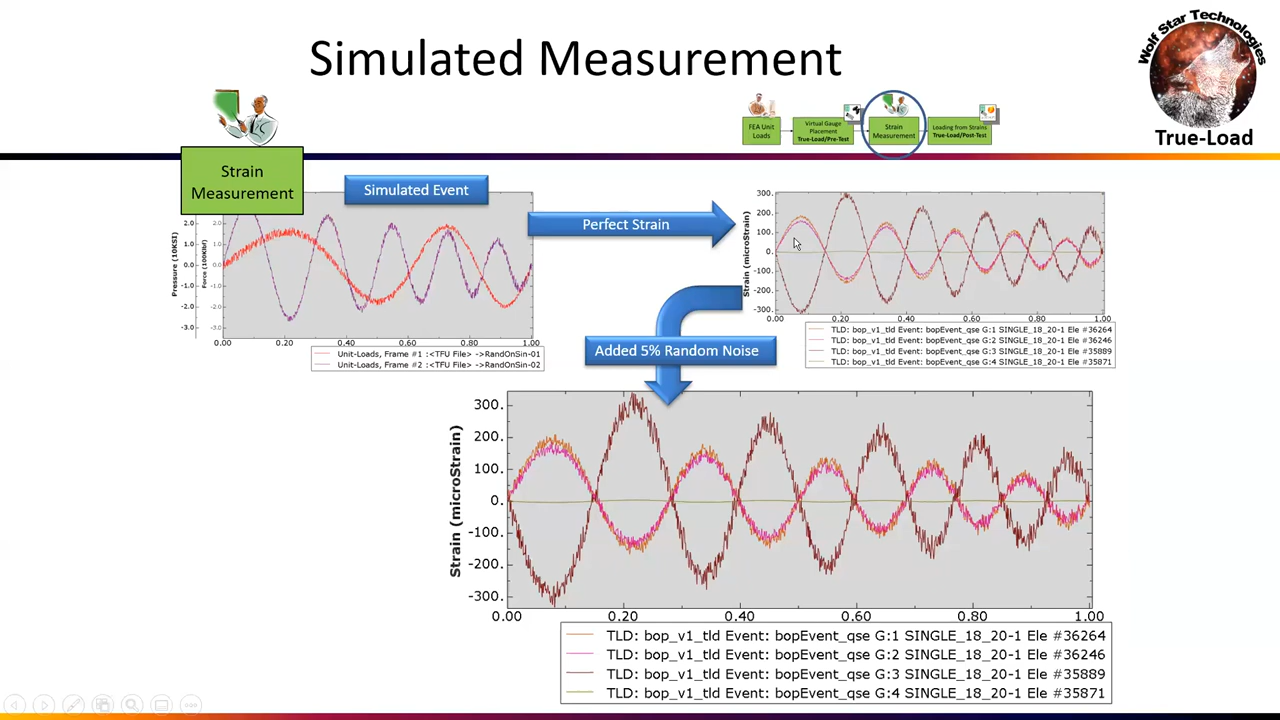 Simulated Measurement
Wolf Star Technologies
True-Load
FEA Unit
Loads
Virtual Gauge
Placement
True-Load/Pre-Test
Strain
Measurement
Loading from Strains
True-Load/Post-Test
Strain
Measurement
Simulated Event
Perfect Strain
Added 5% Random Noise
Pressure (10KSI)
Force (100Klbf)
2.0
1.0
0.0
-1.0
-2.0
-3.0
2.0
1.0
0.0
-1.0
-2.0
-3.0
0.00 0.20 0.40 0.60 0.80 1.00
Unit-Loads, Frame #1 :<TFU File> ->RandOnSin-01
Unit-Loads, Frame #2 :<TFU File> ->RandOnSin-02
Strain (microStrain)
300.
200.
100.
0.
-100.
-200.
-300.
0.00 0.20 0.40 0.60 0.80 1.00
TLD: bop_v1_tld Event: bopEvent_qse G:1 SINGLE_18_20-1 Ele #36264
TLD: bop_v1_tld Event: bopEvent_qse G:2 SINGLE_18_20-1 Ele #36246
TLD: bop_v1_tld Event: bopEvent_qse G:3 SINGLE_18_20-1 Ele #35889
TLD: bop_v1_tld Event: bopEvent_qse G:4 SINGLE_18_20-1 Ele #35871
Strain (microStrain)
300.
200.
100.
0.
-100.
-200.
-300.
0.00 0.20 0.40 0.60 0.80 1.00
TLD: bop_v1_tld Event: bopEvent_qse G:1 SINGLE_18_20-1 Ele #36264
TLD: bop_v1_tld Event: bopEvent_qse G:2 SINGLE_18_20-1 Ele #36246
TLD: bop_v1_tld Event: bopEvent_qse G:3 SINGLE_18_20-1 Ele #35889
TLD: bop_v1_tld Event: bopEvent_qse G:4 SINGLE_18_20-1 Ele #35871